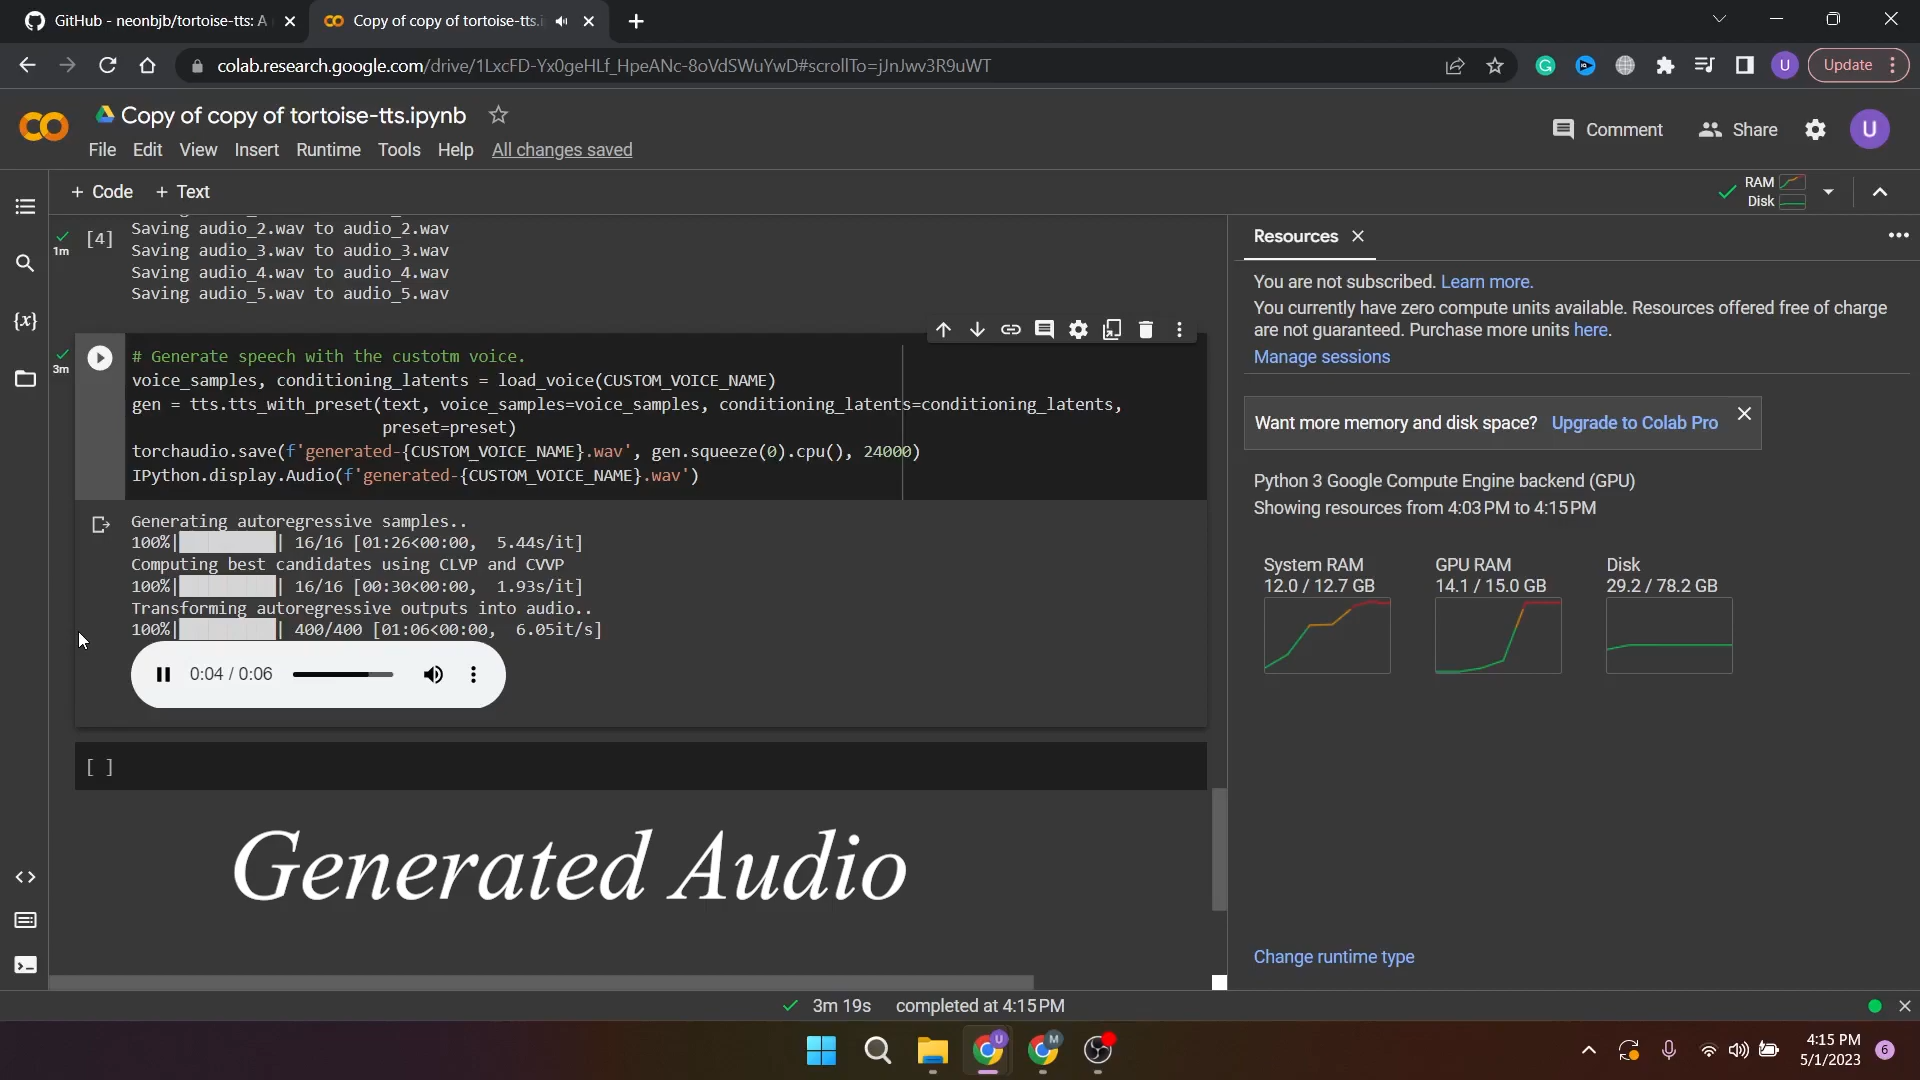 GitHub - neonbjb/tortoise-tts: A
Copy of copy of tortoise-tts.i
colab.research.google.com/drive/1LxcFD-Yx0geHLf_HpeANc-8oVdSWuYwD#scrollTo=jJnJwv3R9uWT
U
Update
Copy of copy of tortoise-tts.ipynb
Comment
Share
U
File Edit View Insert Runtime Tools Help All changes saved
+ Code + Text
RAM
Disk
[4]
1m
Saving audio_2.wav to audio_2.wav
Saving audio_3.wav to audio_3.wav
Saving audio_4.wav to audio_4.wav
Saving audio_5.wav to audio_5.wav
{x}
3m
# Generate speech with the custotm voice.
voice_samples, conditioning_latents = load_voice(CUSTOM_VOICE_NAME)
gen = tts.tts_with_preset(text, voice_samples=voice_samples, conditioning_latents=conditioning_latents,
preset=preset)
torchaudio.save(f'generated-{CUSTOM_VOICE_NAME}.wav', gen.squeeze(0).cpu(), 24000)
IPython.display.Audio(f'generated-{CUSTOM_VOICE_NAME}.wav')
Generating autoregressive samples..
100%|██████████| 16/16 [01:26<00:00, 5.44s/it]
Computing best candidates using CLVP and CVVP
100%|██████████| 16/16 [00:30<00:00, 1.93s/it]
Transforming autoregressive outputs into audio..
100%|██████████| 400/400 [01:06<00:00, 6.05it/s]
0:04 / 0:06
[ ]
Generated Audio
Resources
You are not subscribed. Learn more.
You currently have zero compute units available. Resources offered free of charge
are not guaranteed. Purchase more units here.
Manage sessions
Want more memory and disk space? Upgrade to Colab Pro
Python 3 Google Compute Engine backend (GPU)
Showing resources from 4:03 PM to 4:15 PM
System RAM
12.0 / 12.7 GB
GPU RAM
14.1 / 15.0 GB
Disk
29.2 / 78.2 GB
Change runtime type
3m 19s completed at 4:15 PM
U
M
4:15 PM
5/1/2023
6